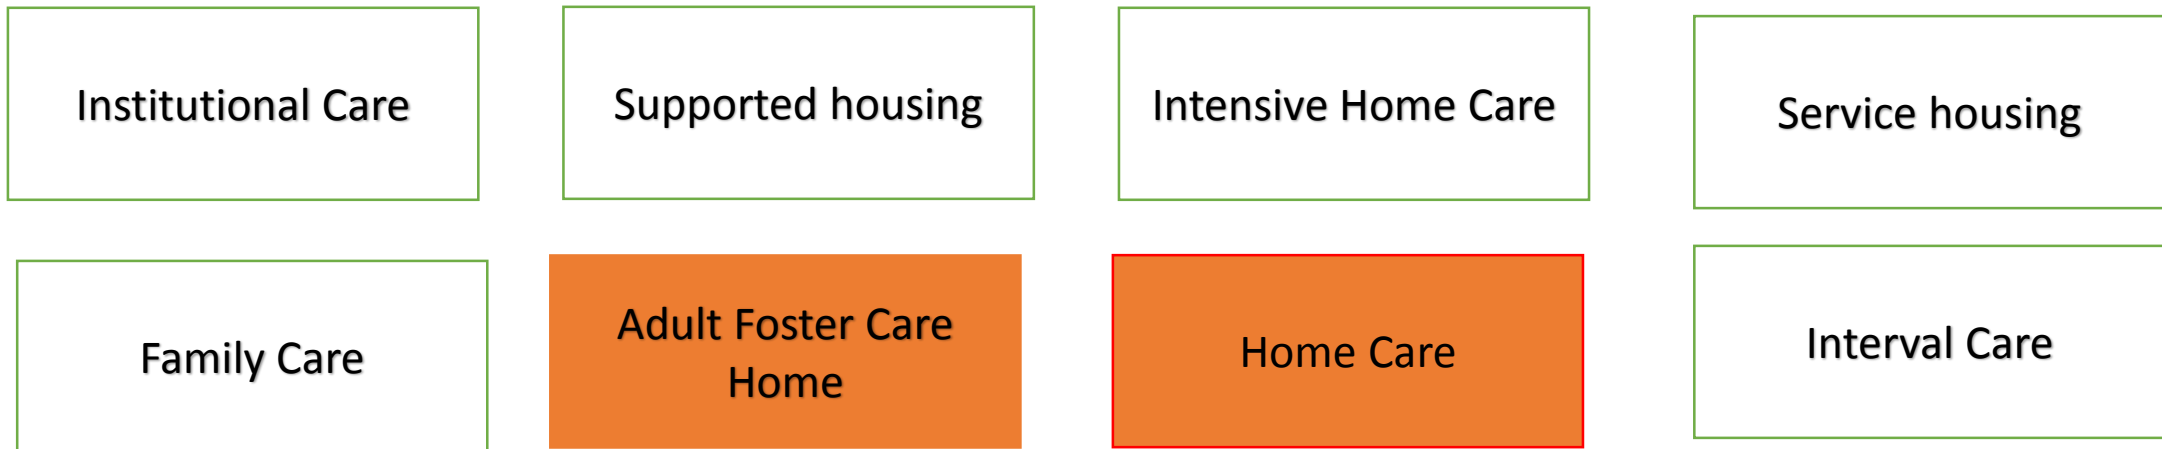 Institutional Care
Supported housing
Intensive Home Care
Service housing
Family Care
Adult Foster Care
Home
Home Care
Interval Care